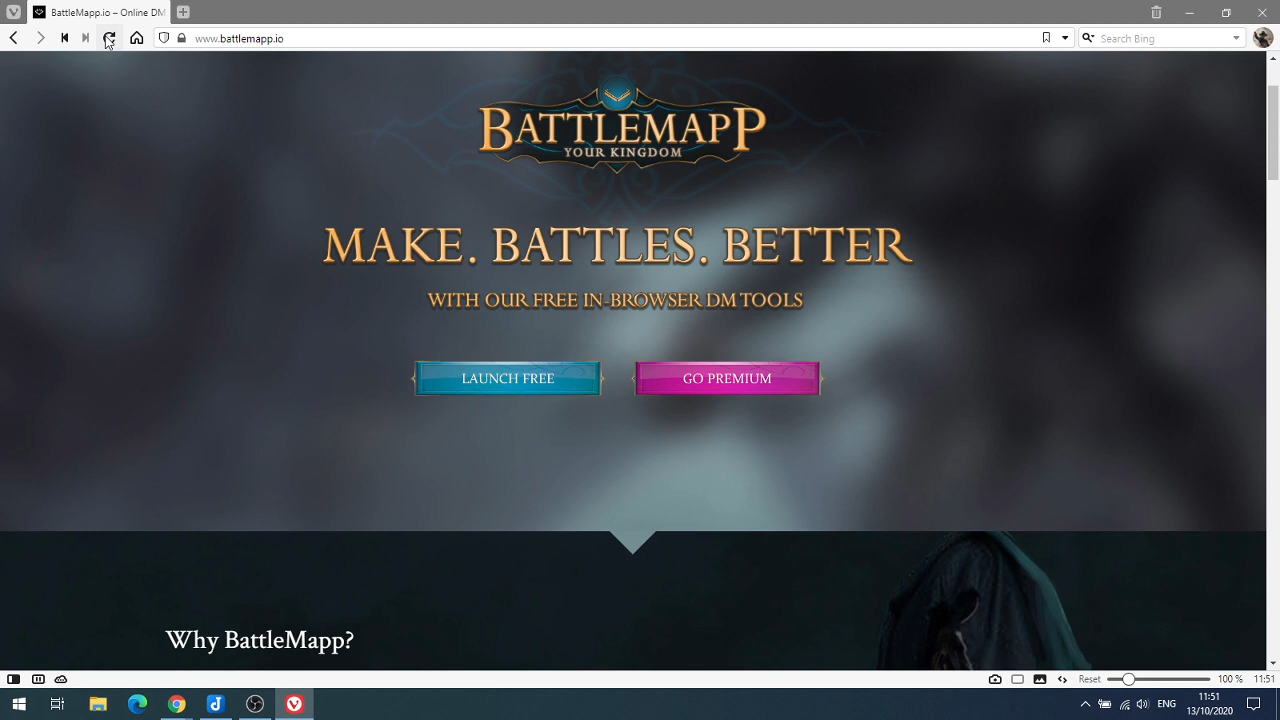 BattleMapp.io – Online DM
www.battlemapp.io
Search Bing
BATTLEMAPP
YOUR KINGDOM
MAKE. BATTLES. BETTER
WITH OUR FREE IN-BROWSER DM TOOLS
LAUNCH FREE
GO PREMIUM
Why BattleMapp?
Reset
100 %
11:51
ENG
11:51
13/10/2020